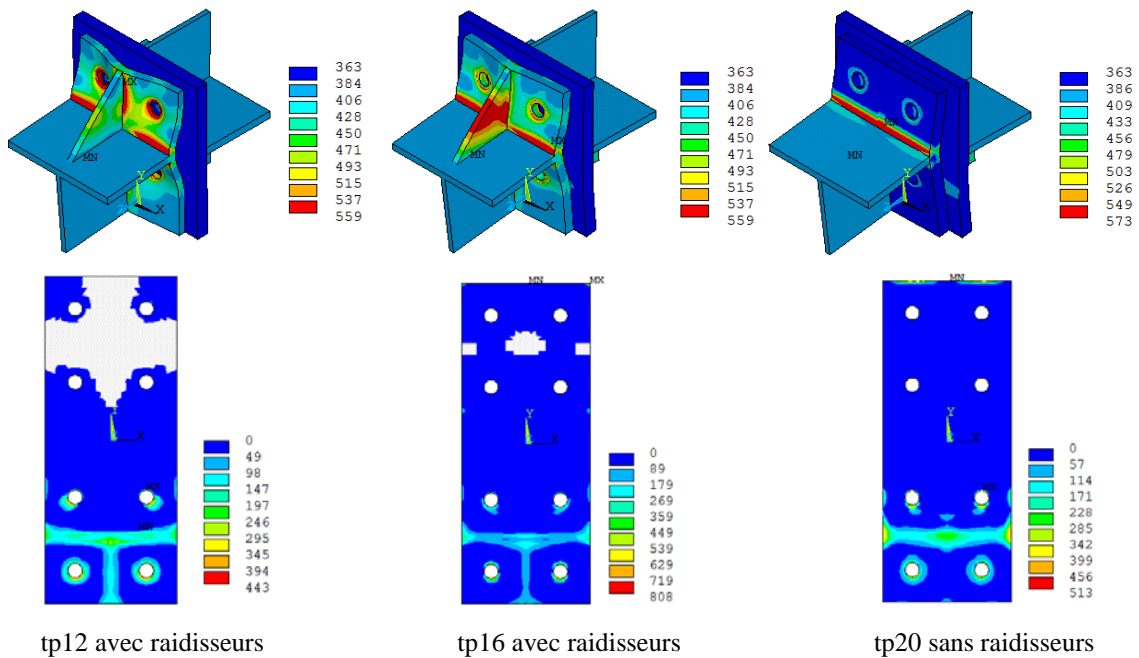 363
384
406
428
450
471
493
515
537
559
MX
MN
Y
Z
X
363
384
406
428
450
471
493
515
537
559
MX
MN
Y
Z
X
363
386
409
433
456
479
503
526
549
573
MX
MN
Y
Z
X
0
49
98
147
197
246
295
345
394
443
Y
X
MX
MN
0
89
179
269
359
449
539
629
719
808
MN
MX
Y
X
0
57
114
171
228
285
342
399
456
513
MN
Y
X
MX
tp12 avec raidisseurs
tp16 avec raidisseurs
tp20 sans raidisseurs